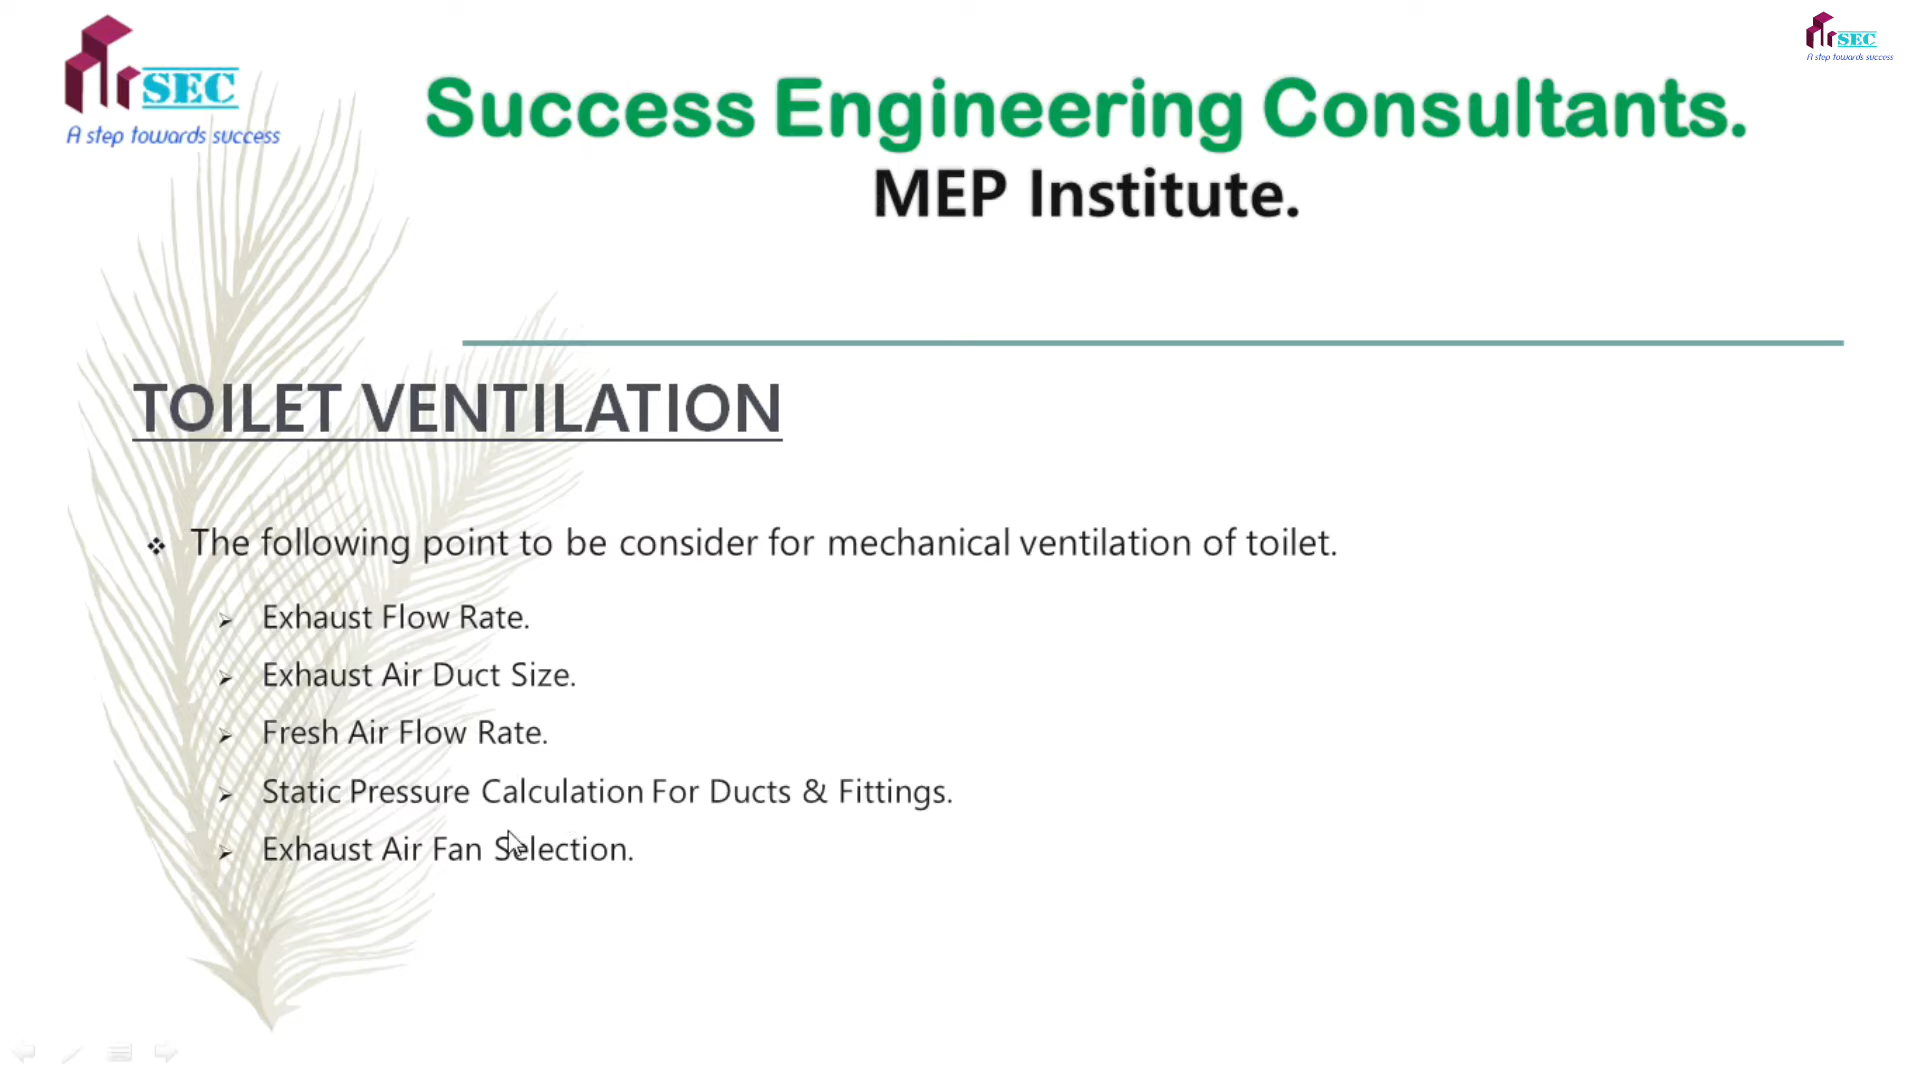 SEC
A step towards success
SEC
A step towards success
Success Engineering Consultants.
MEP Institute.
TOILET VENTILATION
The following point to be consider for mechanical ventilation of toilet.
Exhaust Flow Rate.
Exhaust Air Duct Size.
Fresh Air Flow Rate.
Static Pressure Calculation For Ducts & Fittings.
Exhaust Air Fan Selection.